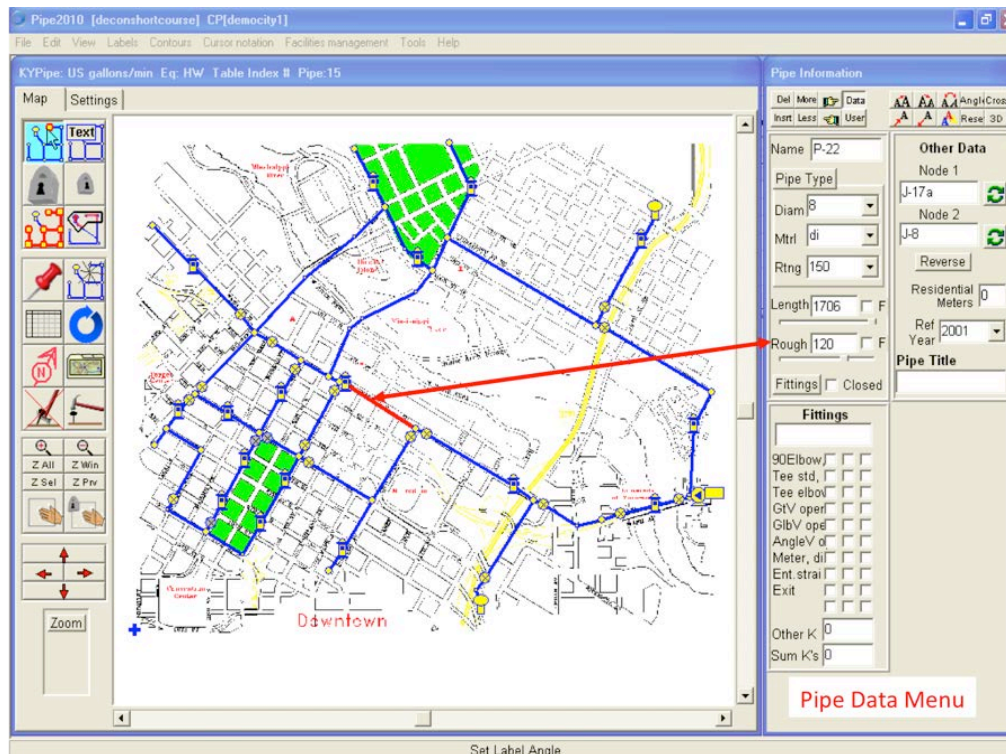 Pipe2010 [deconshortcourse] CP[democity1]
File Edit View Labels Contours Cursor notation Facilities management Tools Help
KYPipe: US gallons/min Eq: HW Table Index # Pipe:15
Map Settings
Text
Z All Z Win
Z Sel Z Prv
Zoom
Downtown
Pipe Information
Del More Data
Insrt Less User
Angle Cros
Rese 3D
Name P-22
Pipe Type
Diam 8
Mtrl di
Rtng 150
Length 1706 F
Rough 120 F
Fittings Closed
Other Data
Node 1
J-17a
Node 2
J-8
Reverse
Residential
Meters 0
Ref
Year 2001
Pipe Title
Fittings
90Elbow,
Tee std,
Tee elbow
GtV oper
GlbV ope
AngleV o
Meter, di
Ent.strai
Exit
Other K 0
Sum K's 0
Pipe Data Menu
Set Label Angle